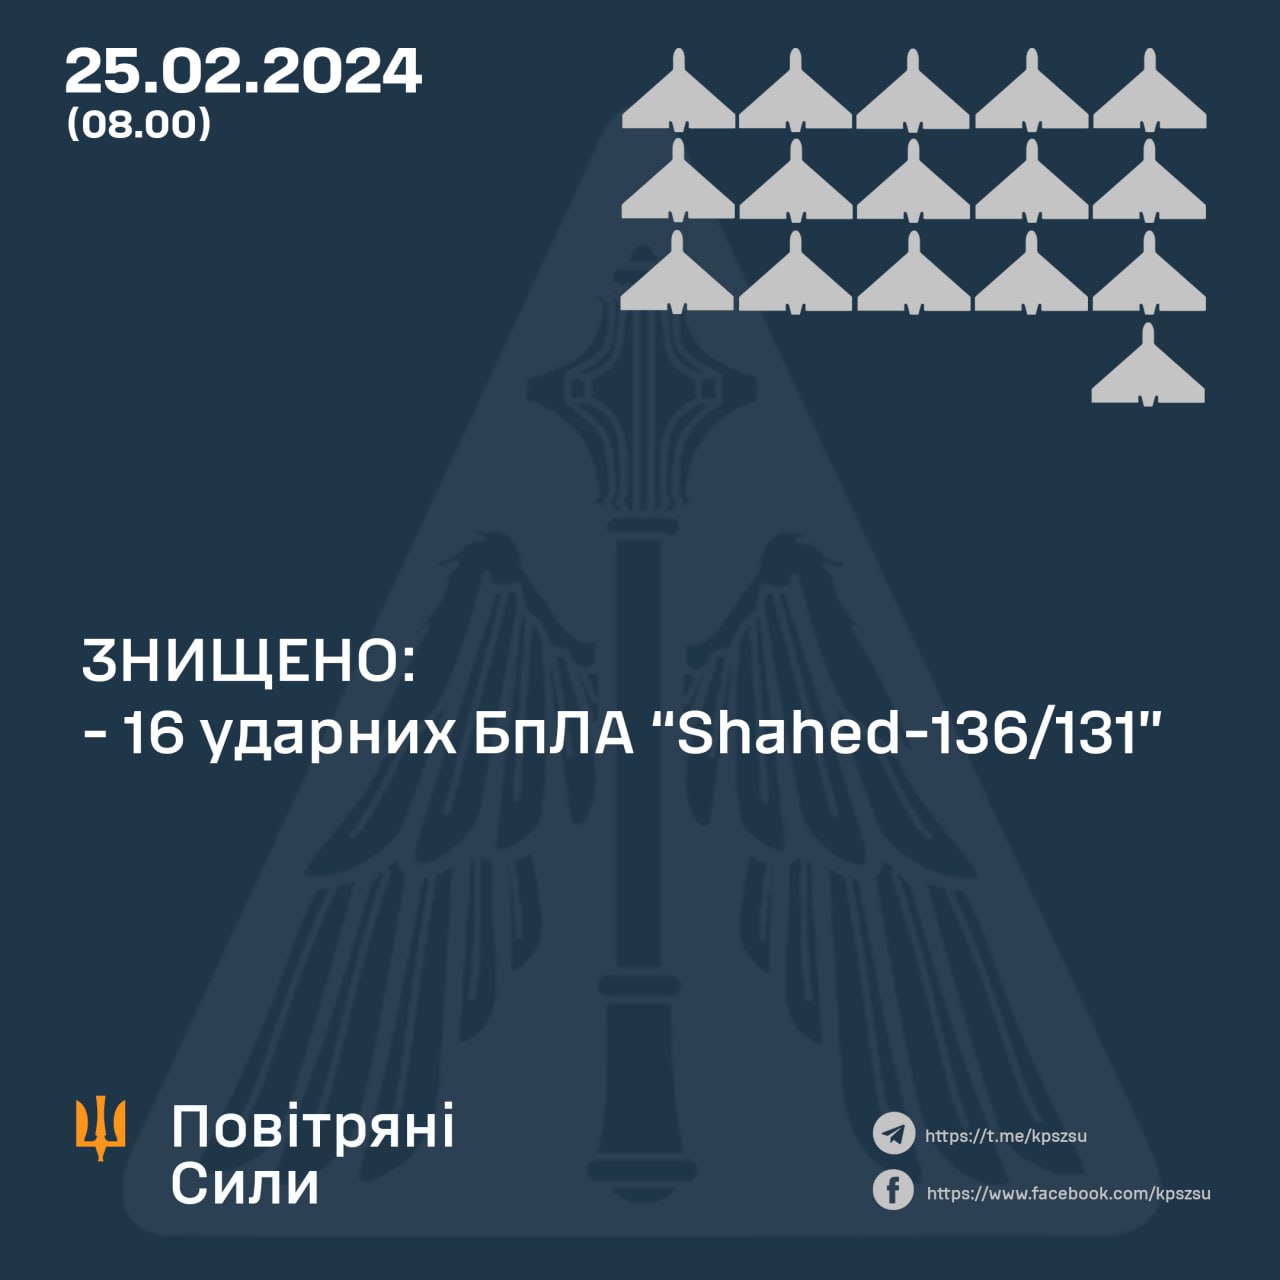 25.02.2024
(08.00)
ЗНИЩЕНО:
- 16 ударних БпЛА “Shahed-136/131”
Повітряні
Сили
https://t.me/kpszsu
https://www.facebook.com/kpszsu